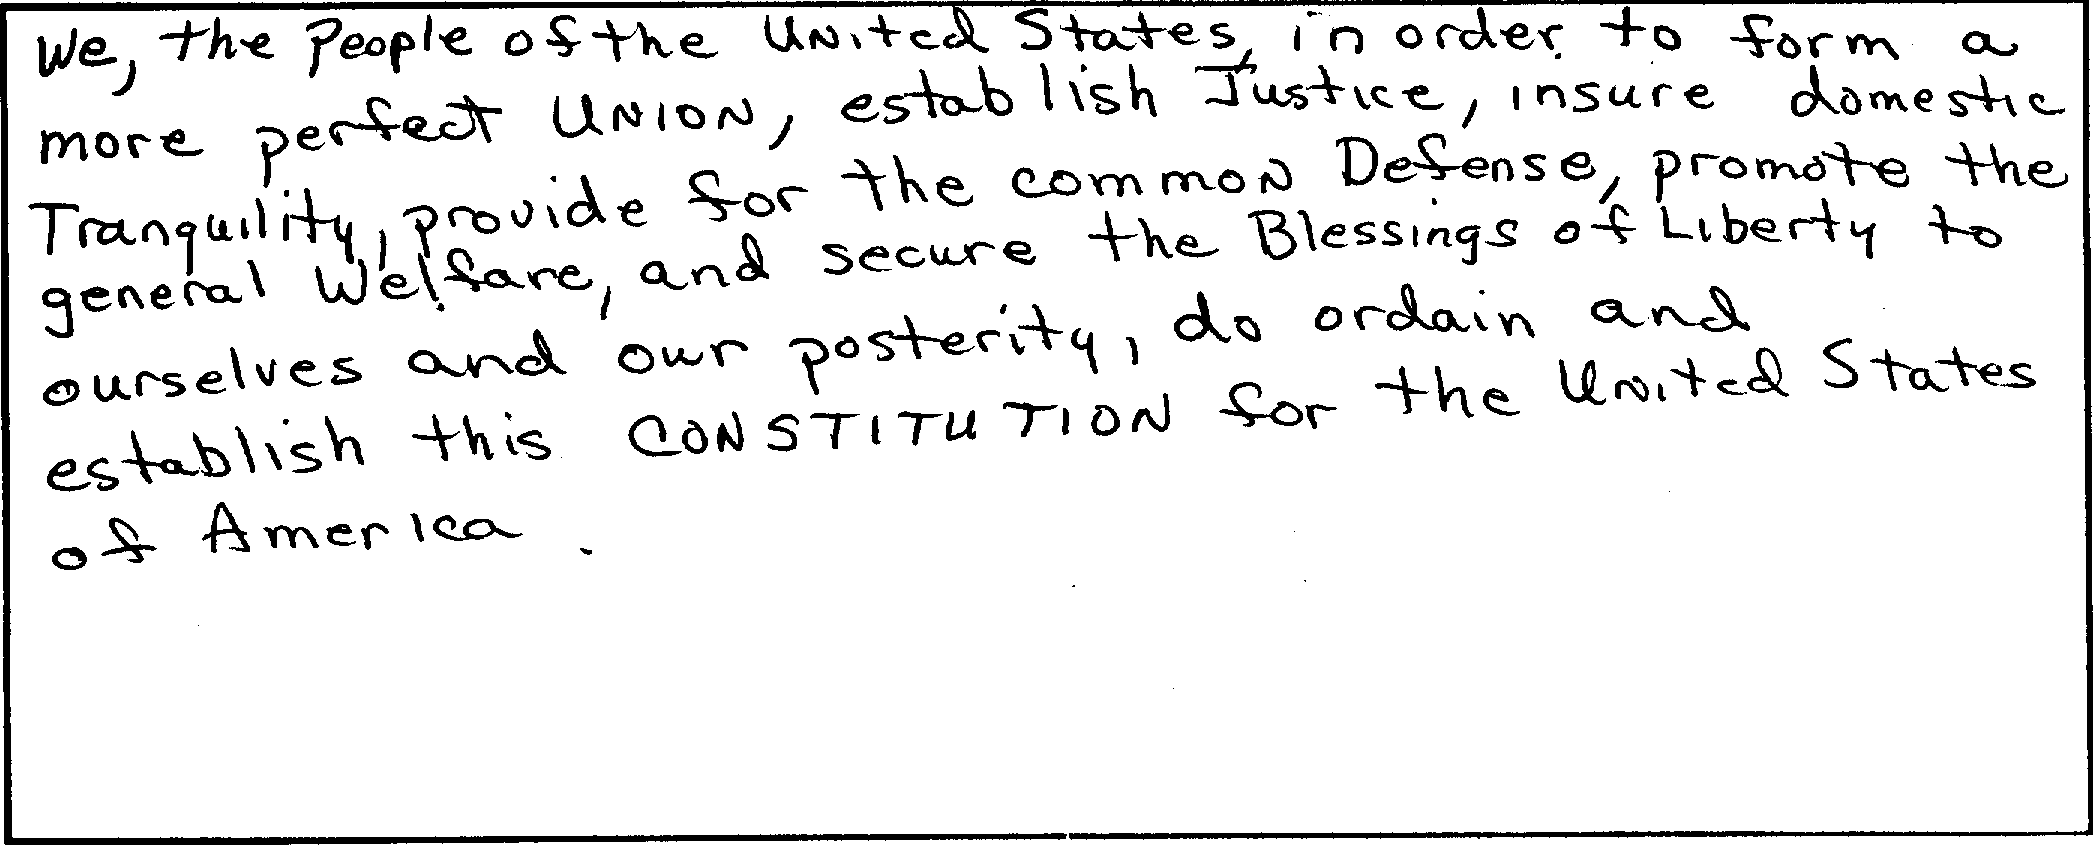 We, the People of the United States, in order to form a
more perfect UNION, establish Justice, insure domestic
Tranquility, provide for the common Defense, promote the
general Welfare, and secure the Blessings of Liberty to
ourselves and our posterity, do ordain and
establish this CONSTITUTION for the United States
of America.